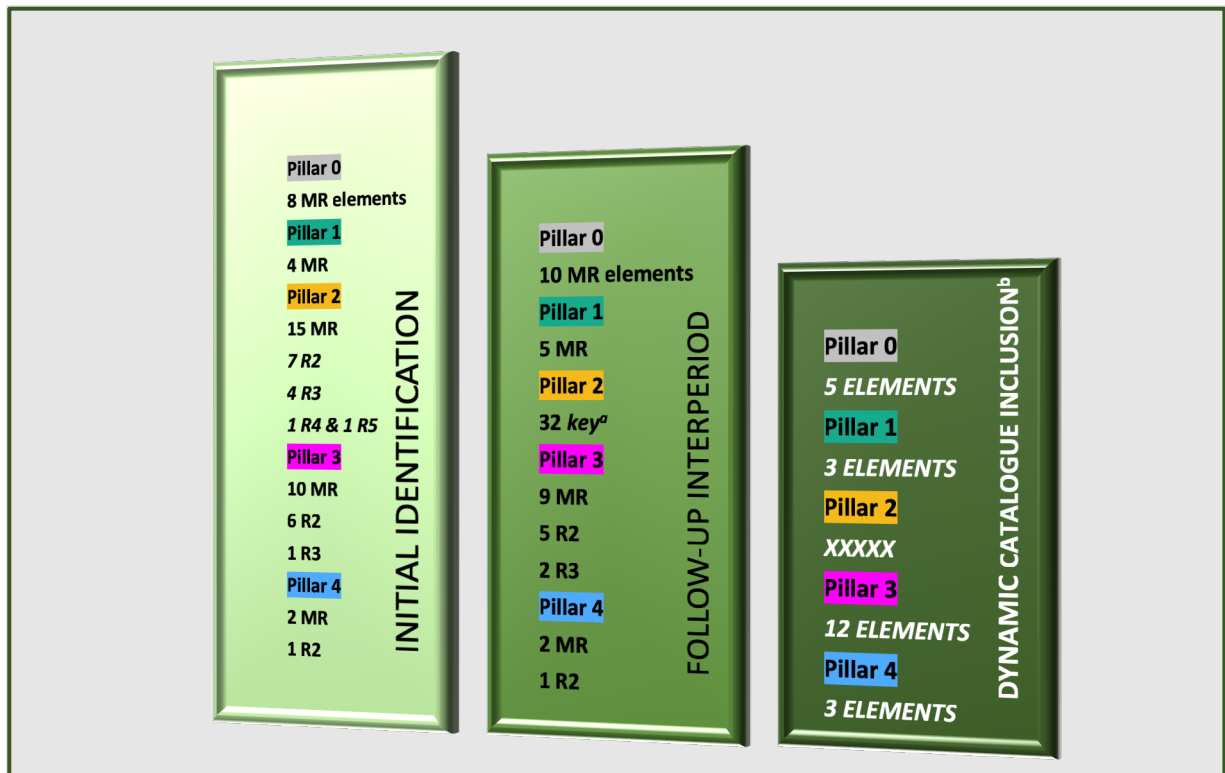 Pillar 0
8 MR elements
Pillar 1
4 MR
Pillar 2
15 MR
7 R2
4 R3
1 R4 & 1 R5
Pillar 3
10 MR
6 R2
1 R3
Pillar 4
2 MR
1 R2
INITIAL IDENTIFICATION
Pillar 0
10 MR elements
Pillar 1
5 MR
Pillar 2
32 keyᵃ
Pillar 3
9 MR
5 R2
2 R3
Pillar 4
2 MR
1 R2
FOLLOW-UP INTERPERIOD
Pillar 0
5 ELEMENTS
Pillar 1
3 ELEMENTS
Pillar 2
XXXXX
Pillar 3
12 ELEMENTS
Pillar 4
3 ELEMENTS
DYNAMIC CATALOGUE INCLUSIONᵇ